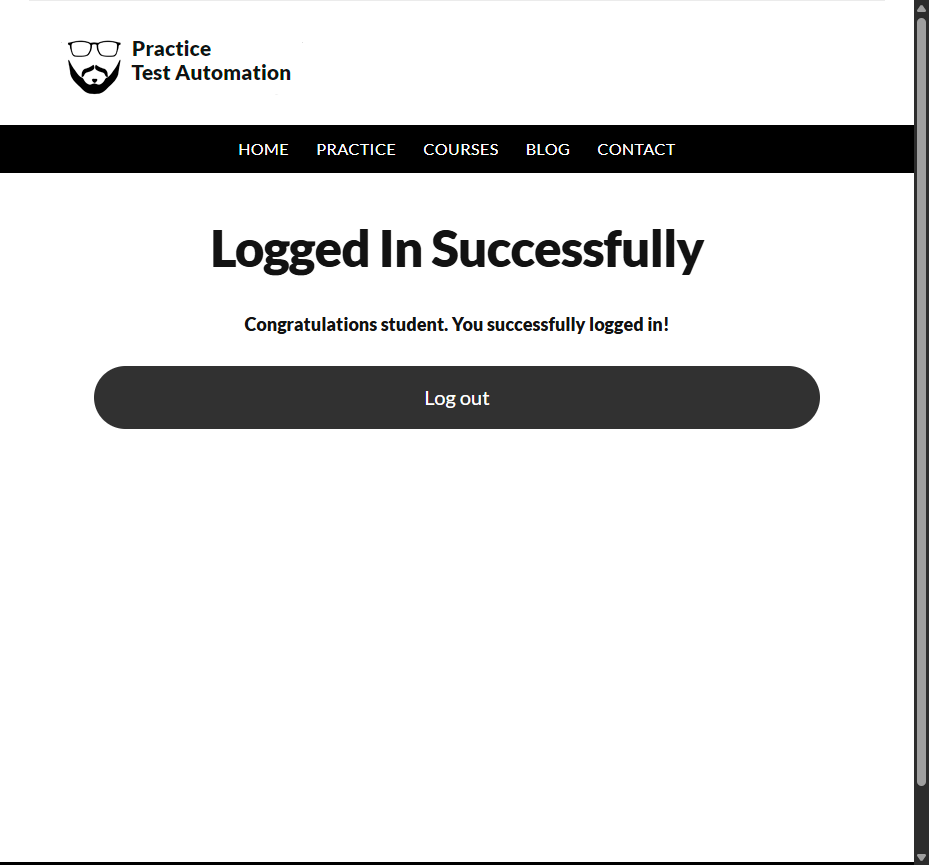 Practice
Test Automation
HOME PRACTICE COURSES BLOG CONTACT
Logged In Successfully
Congratulations student. You successfully logged in!
Log out